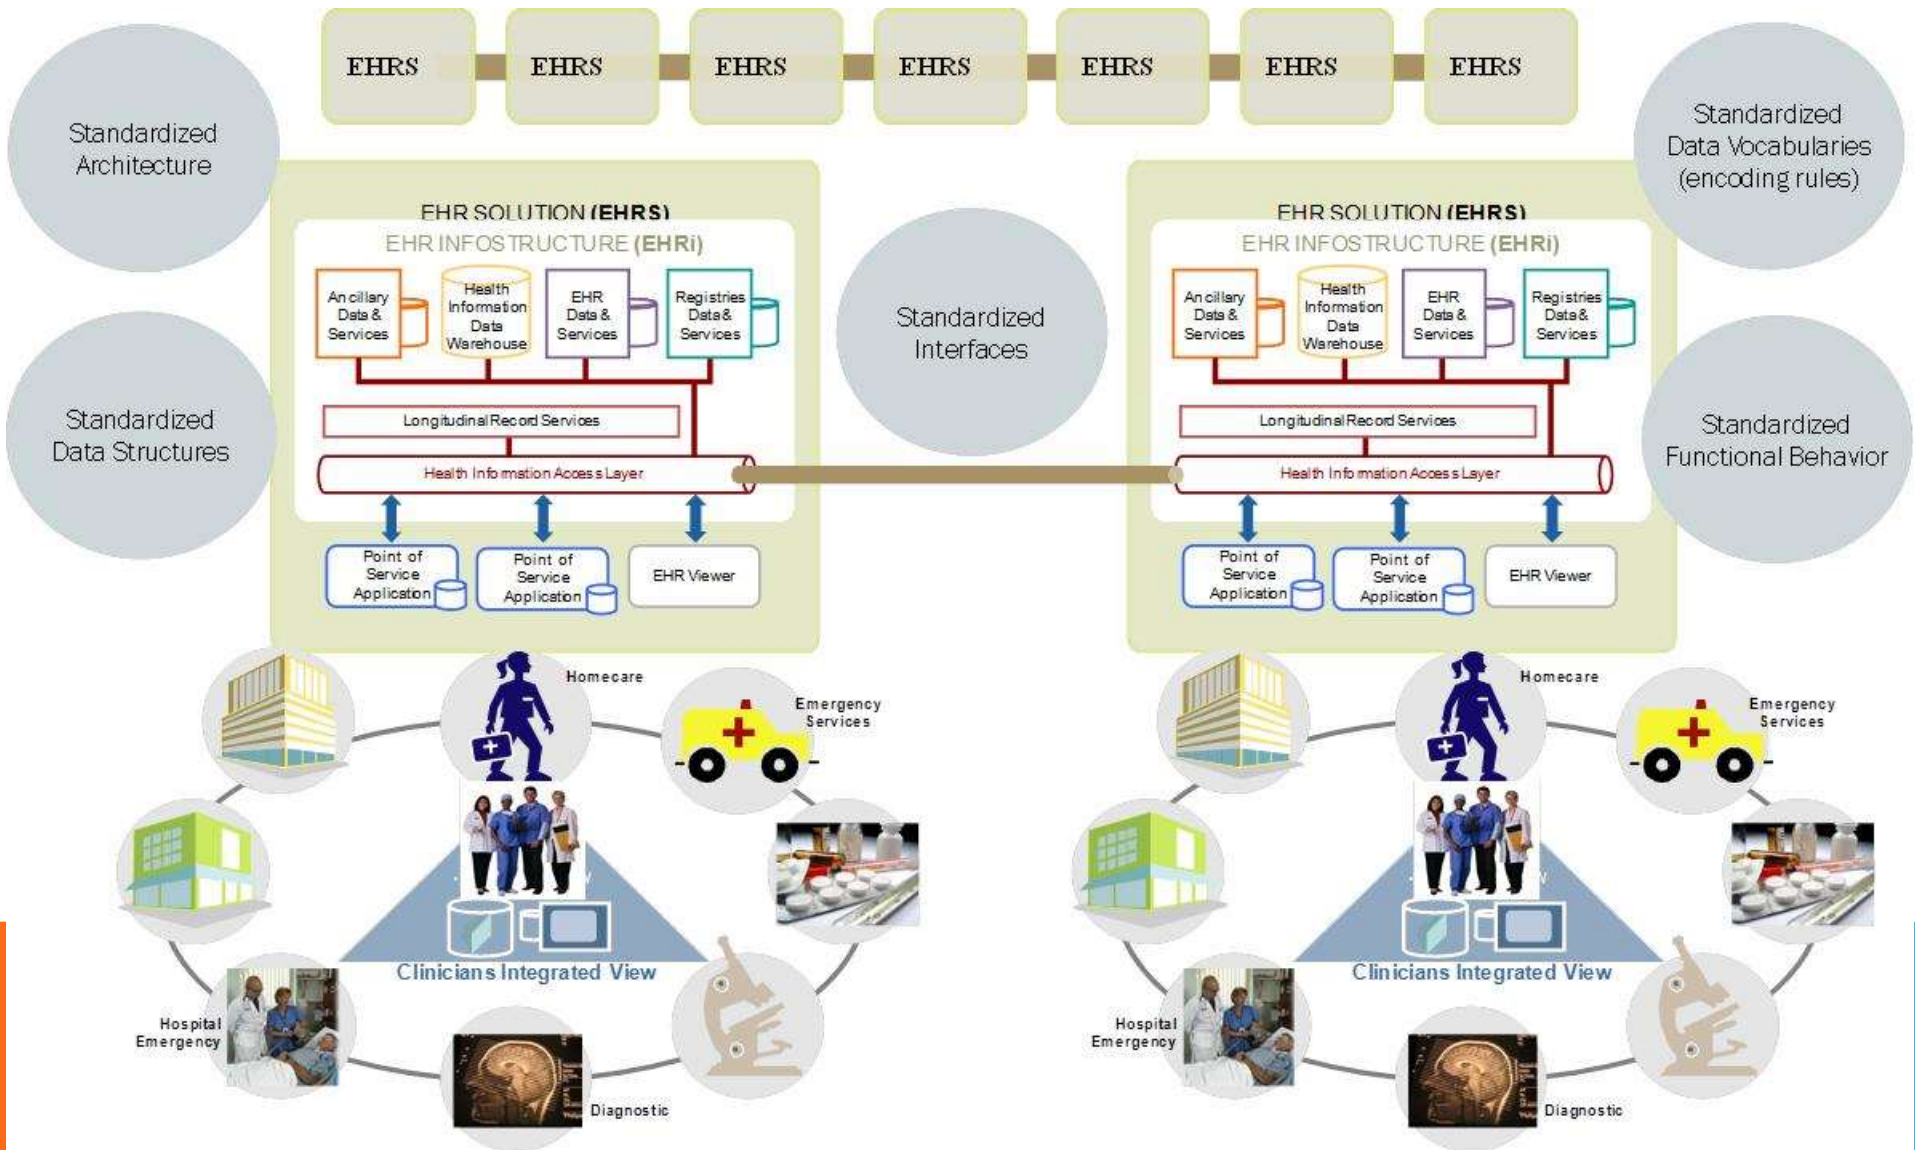 EHRS
EHRS
EHRS
EHRS
EHRS
EHRS
EHRS
Standardized
Architecture
Standardized
Data Vocabularies
(encoding rules)
Standardized
Data Structures
Standardized
Interfaces
Standardized
Functional Behavior
EHR SOLUTION (EHRS)
EHR INFOSTRUCTURE (EHRi)
Ancillary
Data &
Services
Health
Information
Data
Warehouse
EHR
Data &
Services
Registries
Data &
Services
Longitudinal Record Services
Health Information Access Layer
Point of
Service
Application
Point of
Service
Application
EHR Viewer
EHR SOLUTION (EHRS)
EHR INFOSTRUCTURE (EHRi)
Ancillary
Data &
Services
Health
Information
Data
Warehouse
EHR
Data &
Services
Registries
Data &
Services
Longitudinal Record Services
Health Information Access Layer
Point of
Service
Application
Point of
Service
Application
EHR Viewer
Homecare
Emergency
Services
Clinicians Integrated View
Hospital
Emergency
Diagnostic
Homecare
Emergency
Services
Clinicians Integrated View
Hospital
Emergency
Diagnostic